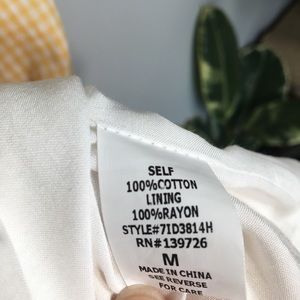 SELF
100%COTTON
LINING
100%RAYON
STYLE#71D3814H
RN#139726
M
MADE IN CHINA
SEE REVERSE
FOR CARE